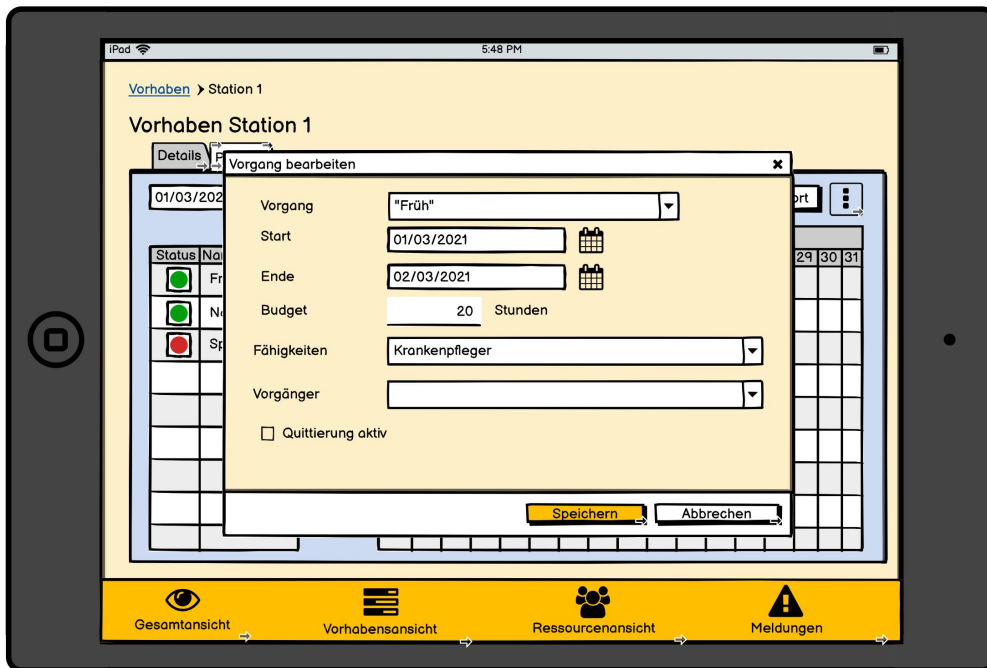 iPad 5:48 PM
Vorhaben Station 1
Vorhaben Station 1
Details
Vorgang bearbeiten
01/03/202
Vorgang "Früh"
Start 01/03/2021
Status 29 30 31
Ende 02/03/2021
Budget 20 Stunden
Fähigkeiten Krankenpfleger
Vorgänger
Quittierung aktiv
Speichern Abbrechen
Gesamtansicht Vorhabensansicht Ressourcenansicht Meldungen